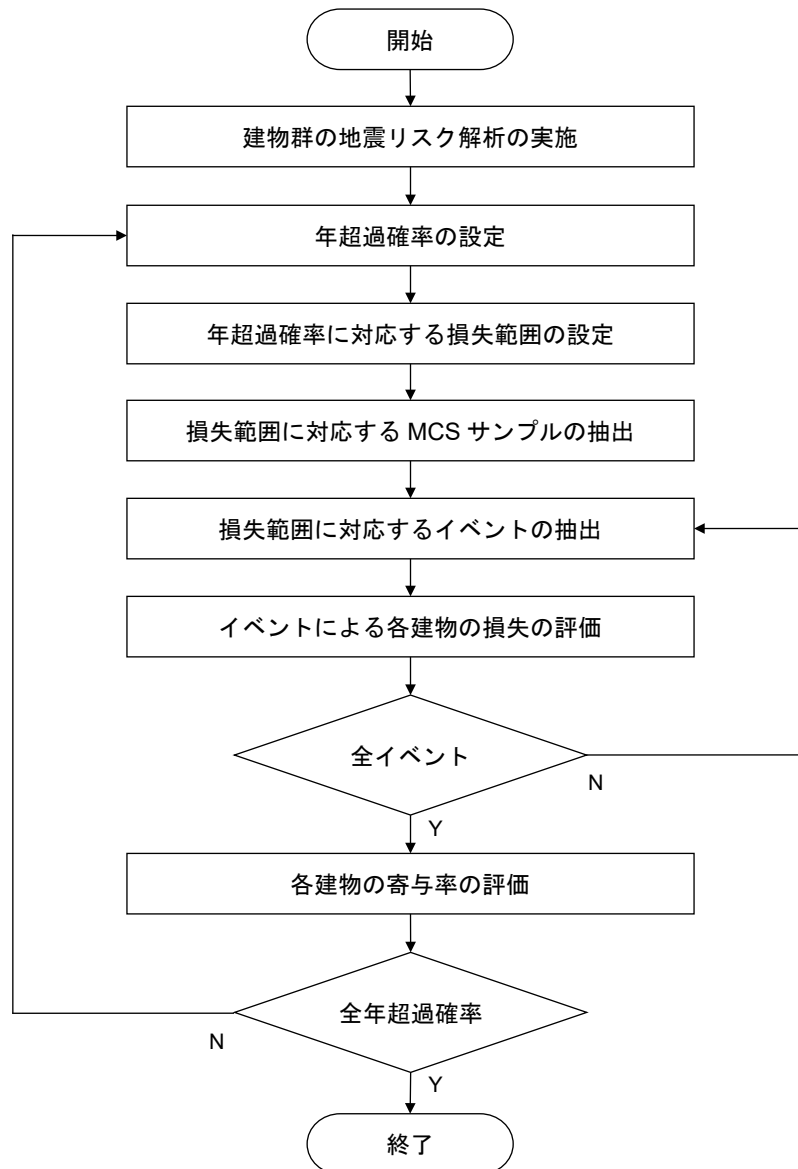 開始
建物群の地震リスク解析の実施
年超過確率の設定
年超過確率に対応する損失範囲の設定
損失範囲に対応する MCS サンプルの抽出
損失範囲に対応するイベントの抽出
イベントによる各建物の損失の評価
全イベント
N
Y
各建物の寄与率の評価
全年超過確率
N
Y
終了